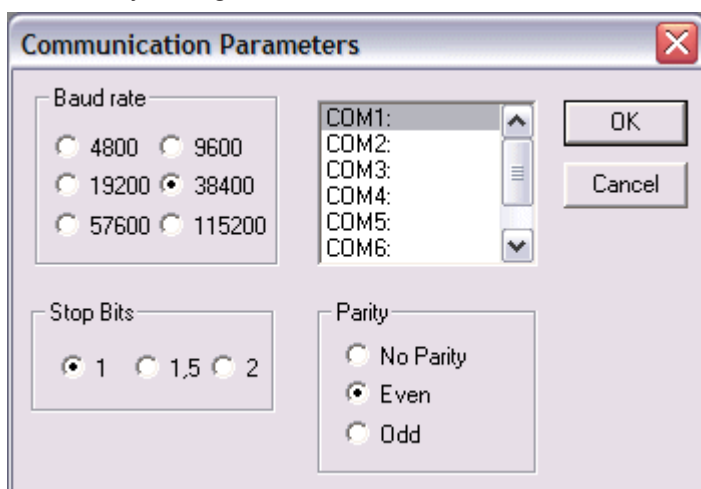 Communication Parameters
Baud rate
4800 9600
19200 38400
57600 115200
COM1:
COM2:
COM3:
COM4:
COM5:
COM6:
OK
Cancel
Stop Bits
1 1,5 2
Parity
No Parity
Even
Odd